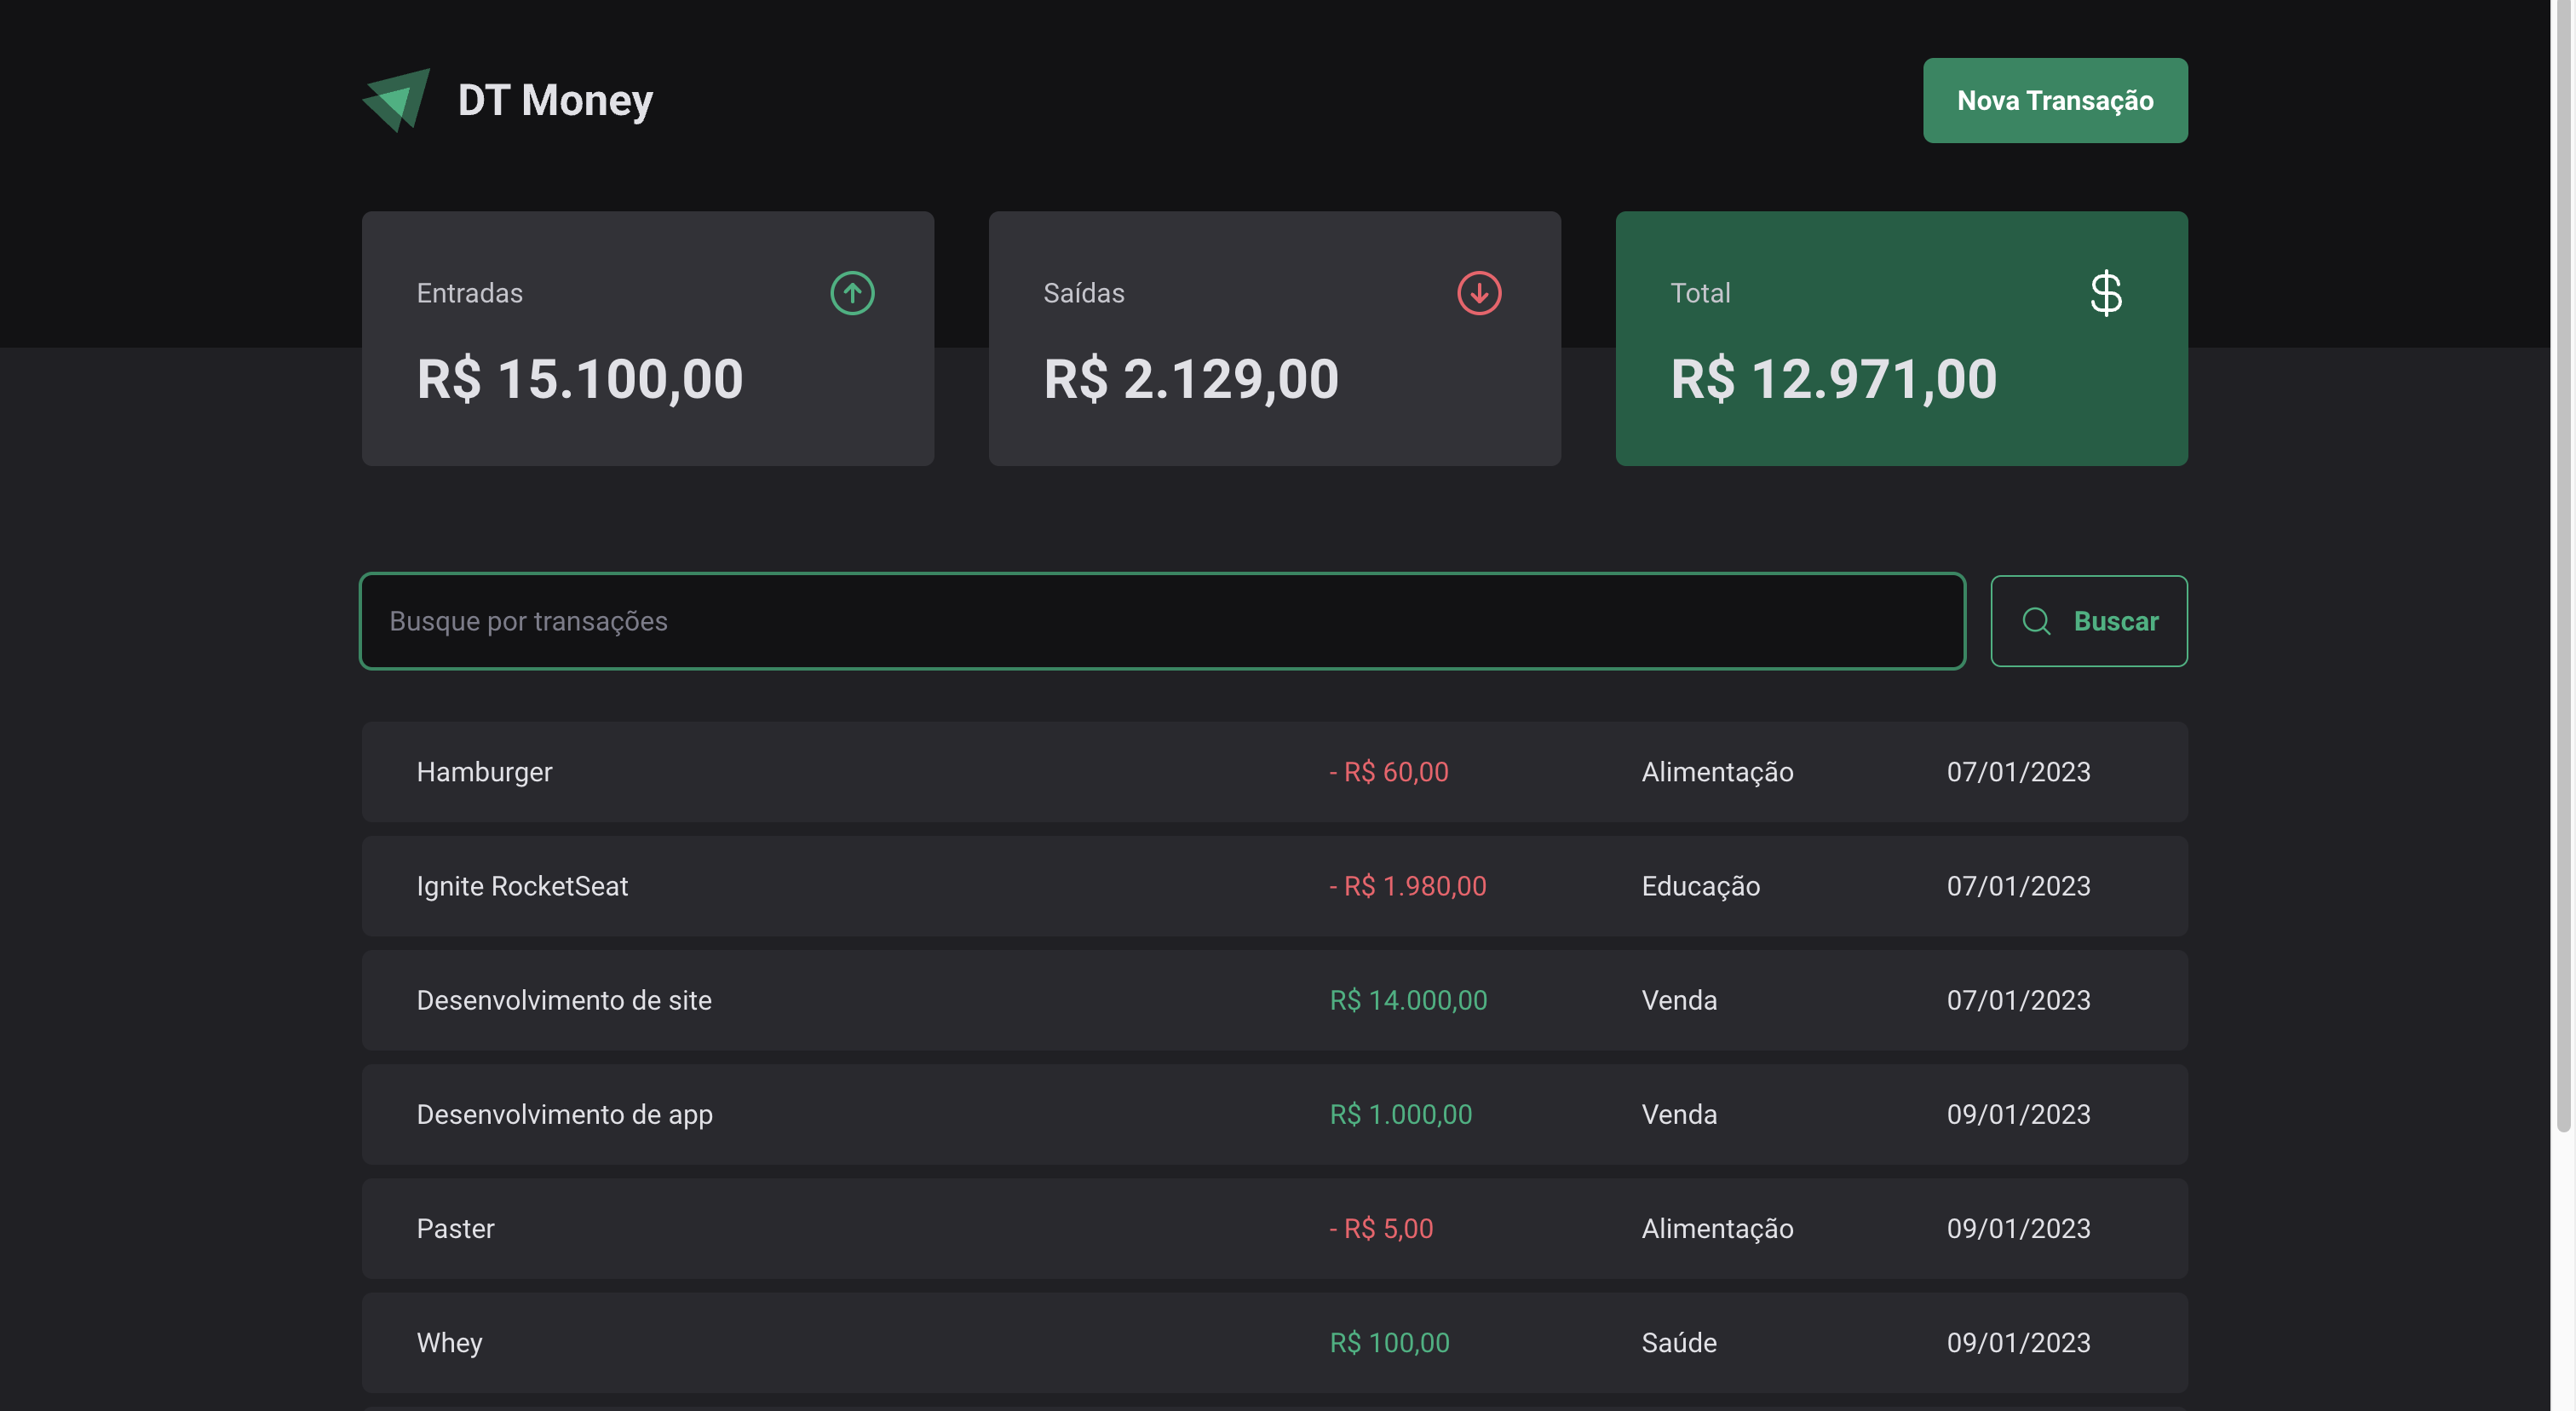 DT Money
Nova Transação
Entradas
Saídas
Total
R$ 15.100,00
R$ 2.129,00
R$ 12.971,00
Busque por transações
Buscar
Hamburger - R$ 60,00 Alimentação 07/01/2023
Ignite RocketSeat - R$ 1.980,00 Educação 07/01/2023
Desenvolvimento de site R$ 14.000,00 Venda 07/01/2023
Desenvolvimento de app R$ 1.000,00 Venda 09/01/2023
Paster - R$ 5,00 Alimentação 09/01/2023
Whey R$ 100,00 Saúde 09/01/2023